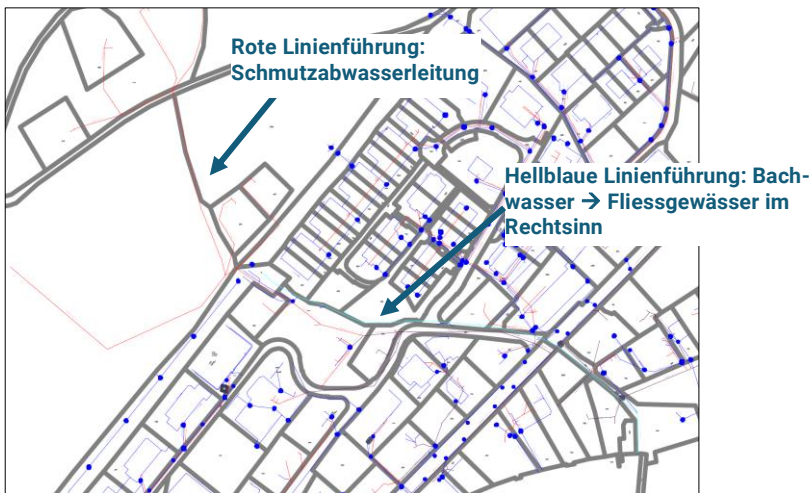 Rote Linienführung:
Schmutzabwasserleitung
Hellblaue Linienführung: Bach-
wasser → Fliessgewässer im
Rechtsinn